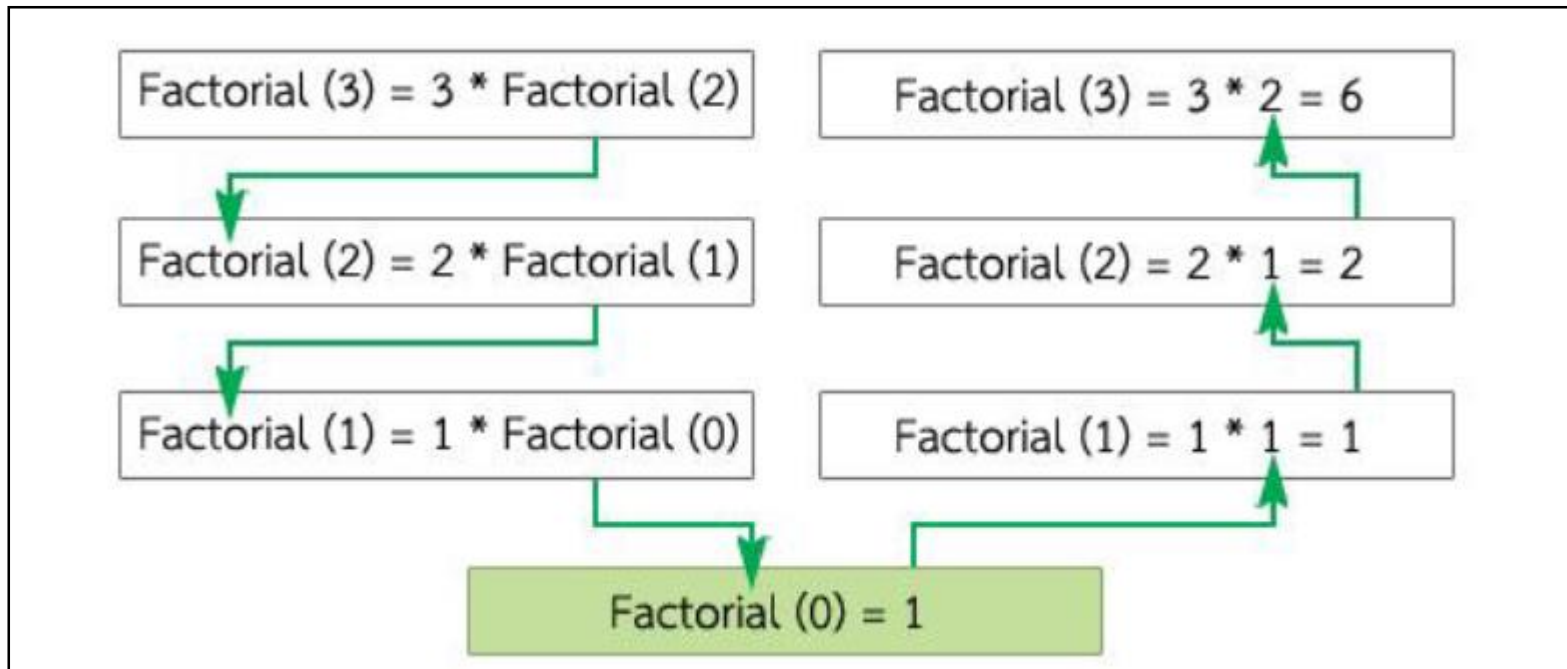 Factorial (3) = 3 * Factorial (2)
Factorial (2) = 2 * Factorial (1)
Factorial (1) = 1 * Factorial (0)
Factorial (0) = 1
Factorial (1) = 1 * 1 = 1
Factorial (2) = 2 * 1 = 2
Factorial (3) = 3 * 2 = 6